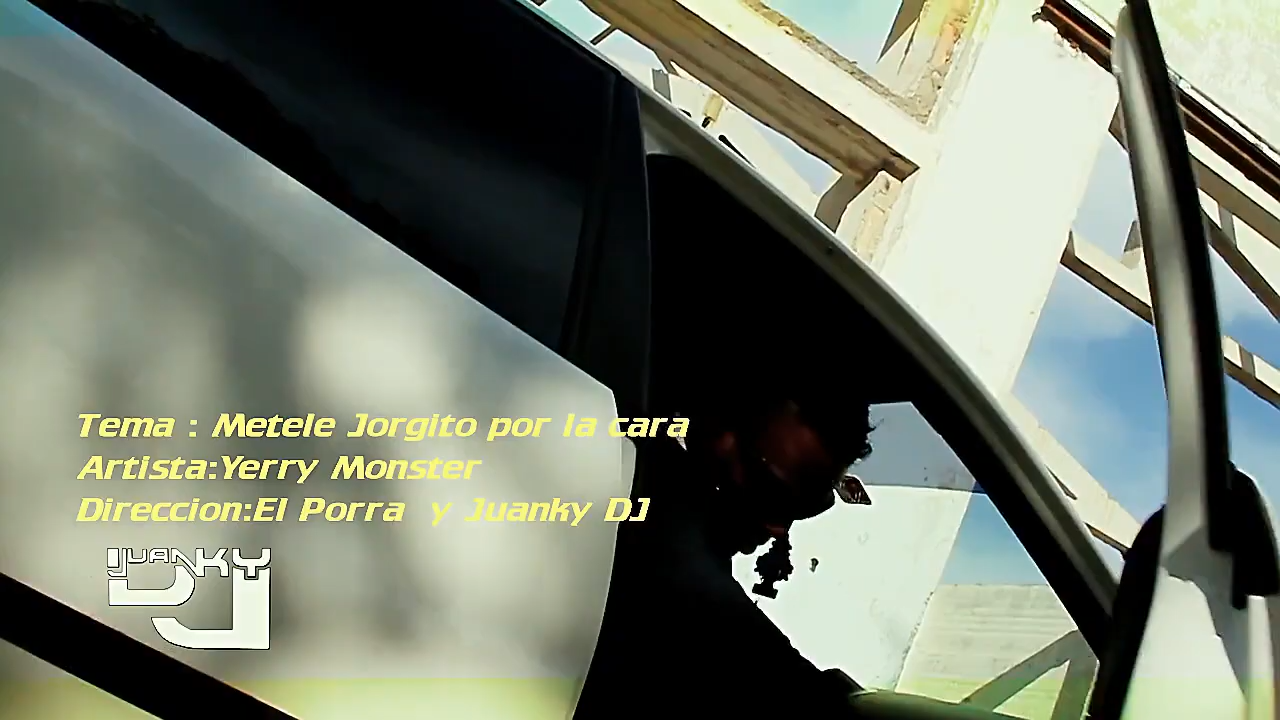 Tema : Metele Jorgito por la cara
Artista:Yerry Monster
Direccion:El Porra y Juanky DJ
JUANKY
DJ